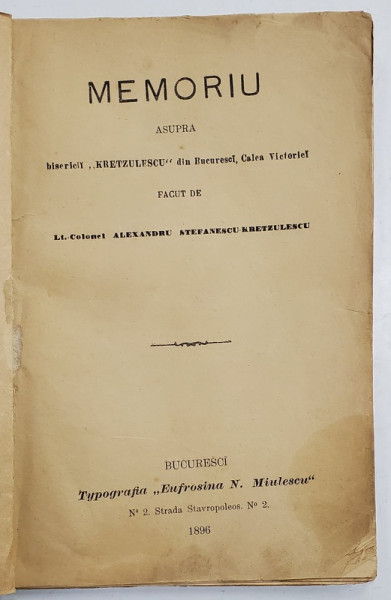 MEMORIU
ASUPRA
bisericiĭ „KRETZULESCU“ din Bucurescĭ, Calea Victorieĭ
FACUT DE
Lt.-Colonel ALEXANDRU STEFANESCU-KRETZULESCU
BUCURESCĬ
Typografia „Eufrosina N. Miulescu“
Nº 2. Strada Stavropoleos. Nº 2.
1896